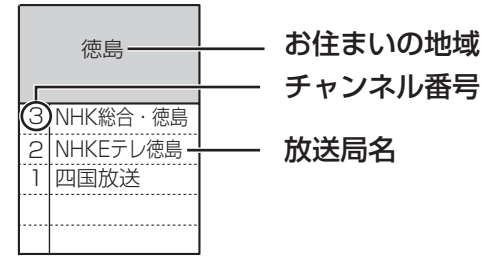 徳島
お住まいの地域
チャンネル番号
3 NHK総合・徳島
2 NHKEテレ徳島
放送局名
1 四国放送